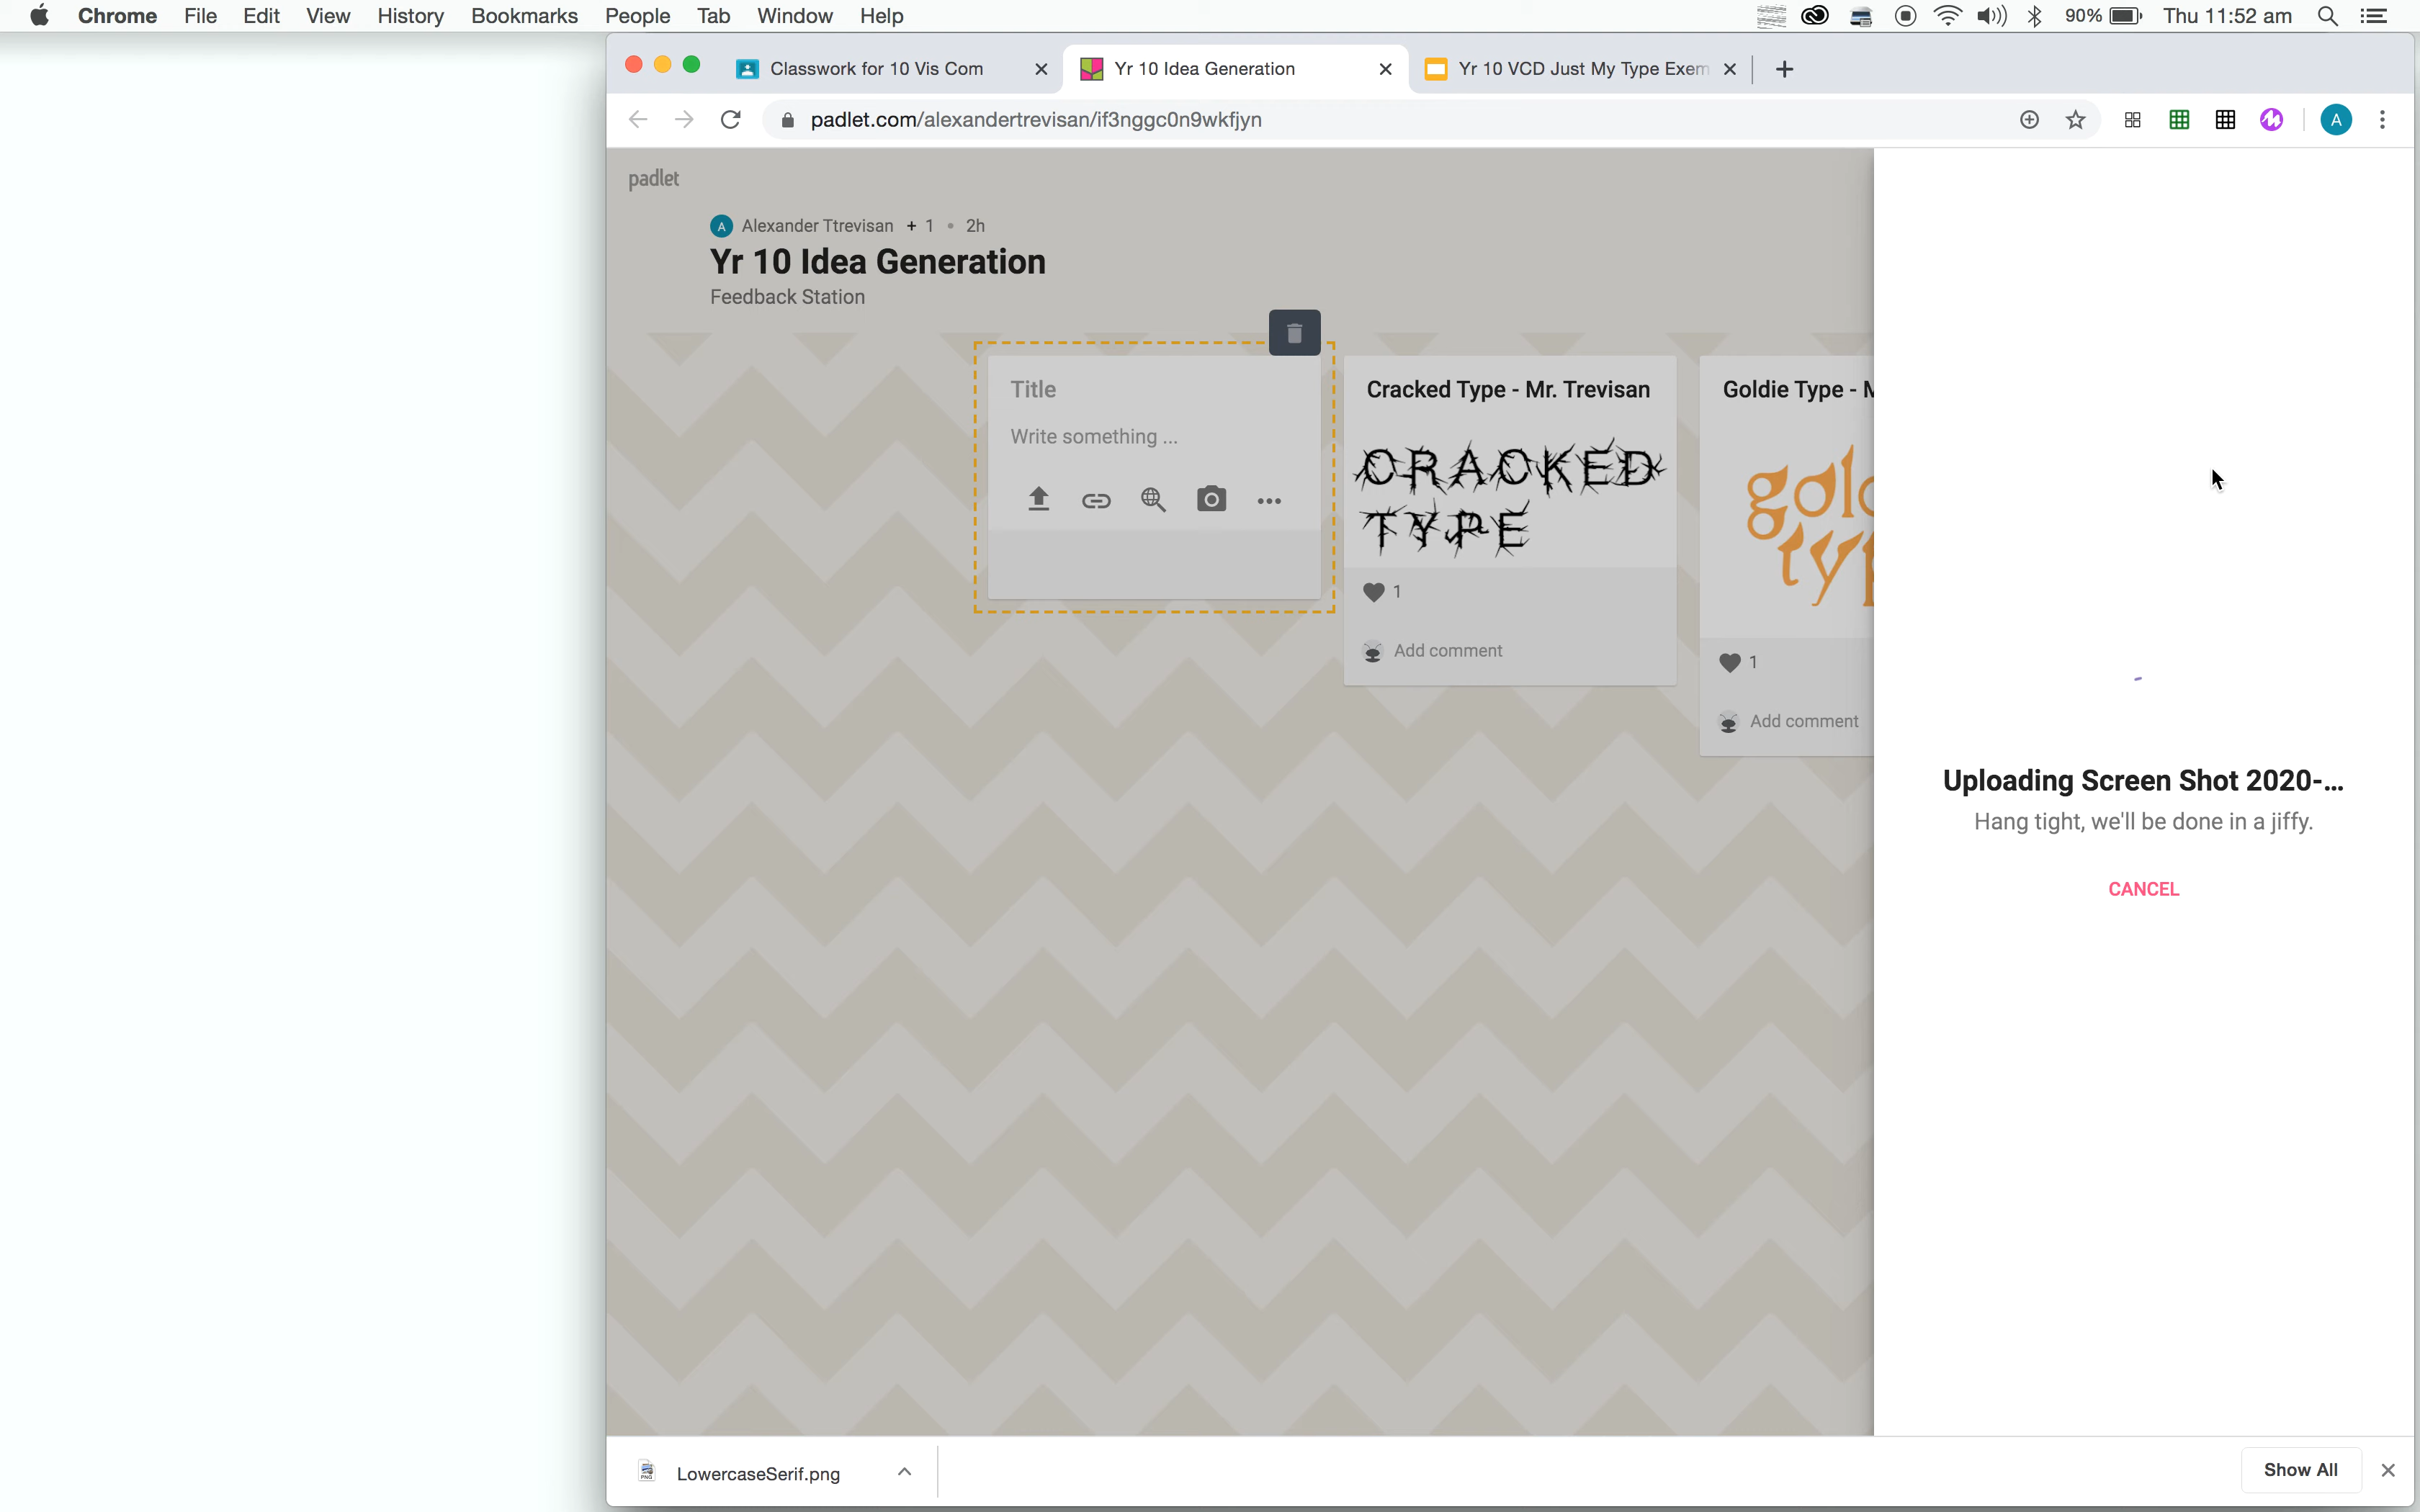 Chrome File Edit View History Bookmarks People Tab Window Help 90% Thu 11:52 am
Classwork for 10 Vis Com Yr 10 Idea Generation Yr 10 VCD Just My Type Exem
padlet.com/alexandertrevisan/if3nggc0n9wkfjyn A
padlet
A Alexander Ttrevisan + 1 • 2h
Yr 10 Idea Generation
Feedback Station
Title
Write something ...
Cracked Type - Mr. Trevisan
CRACKED
TYPE
1
Add comment
Goldie Type - M
gold
typ
1
Add comment
Uploading Screen Shot 2020-...
Hang tight, we'll be done in a jiffy.
CANCEL
LowercaseSerif.png
Show All